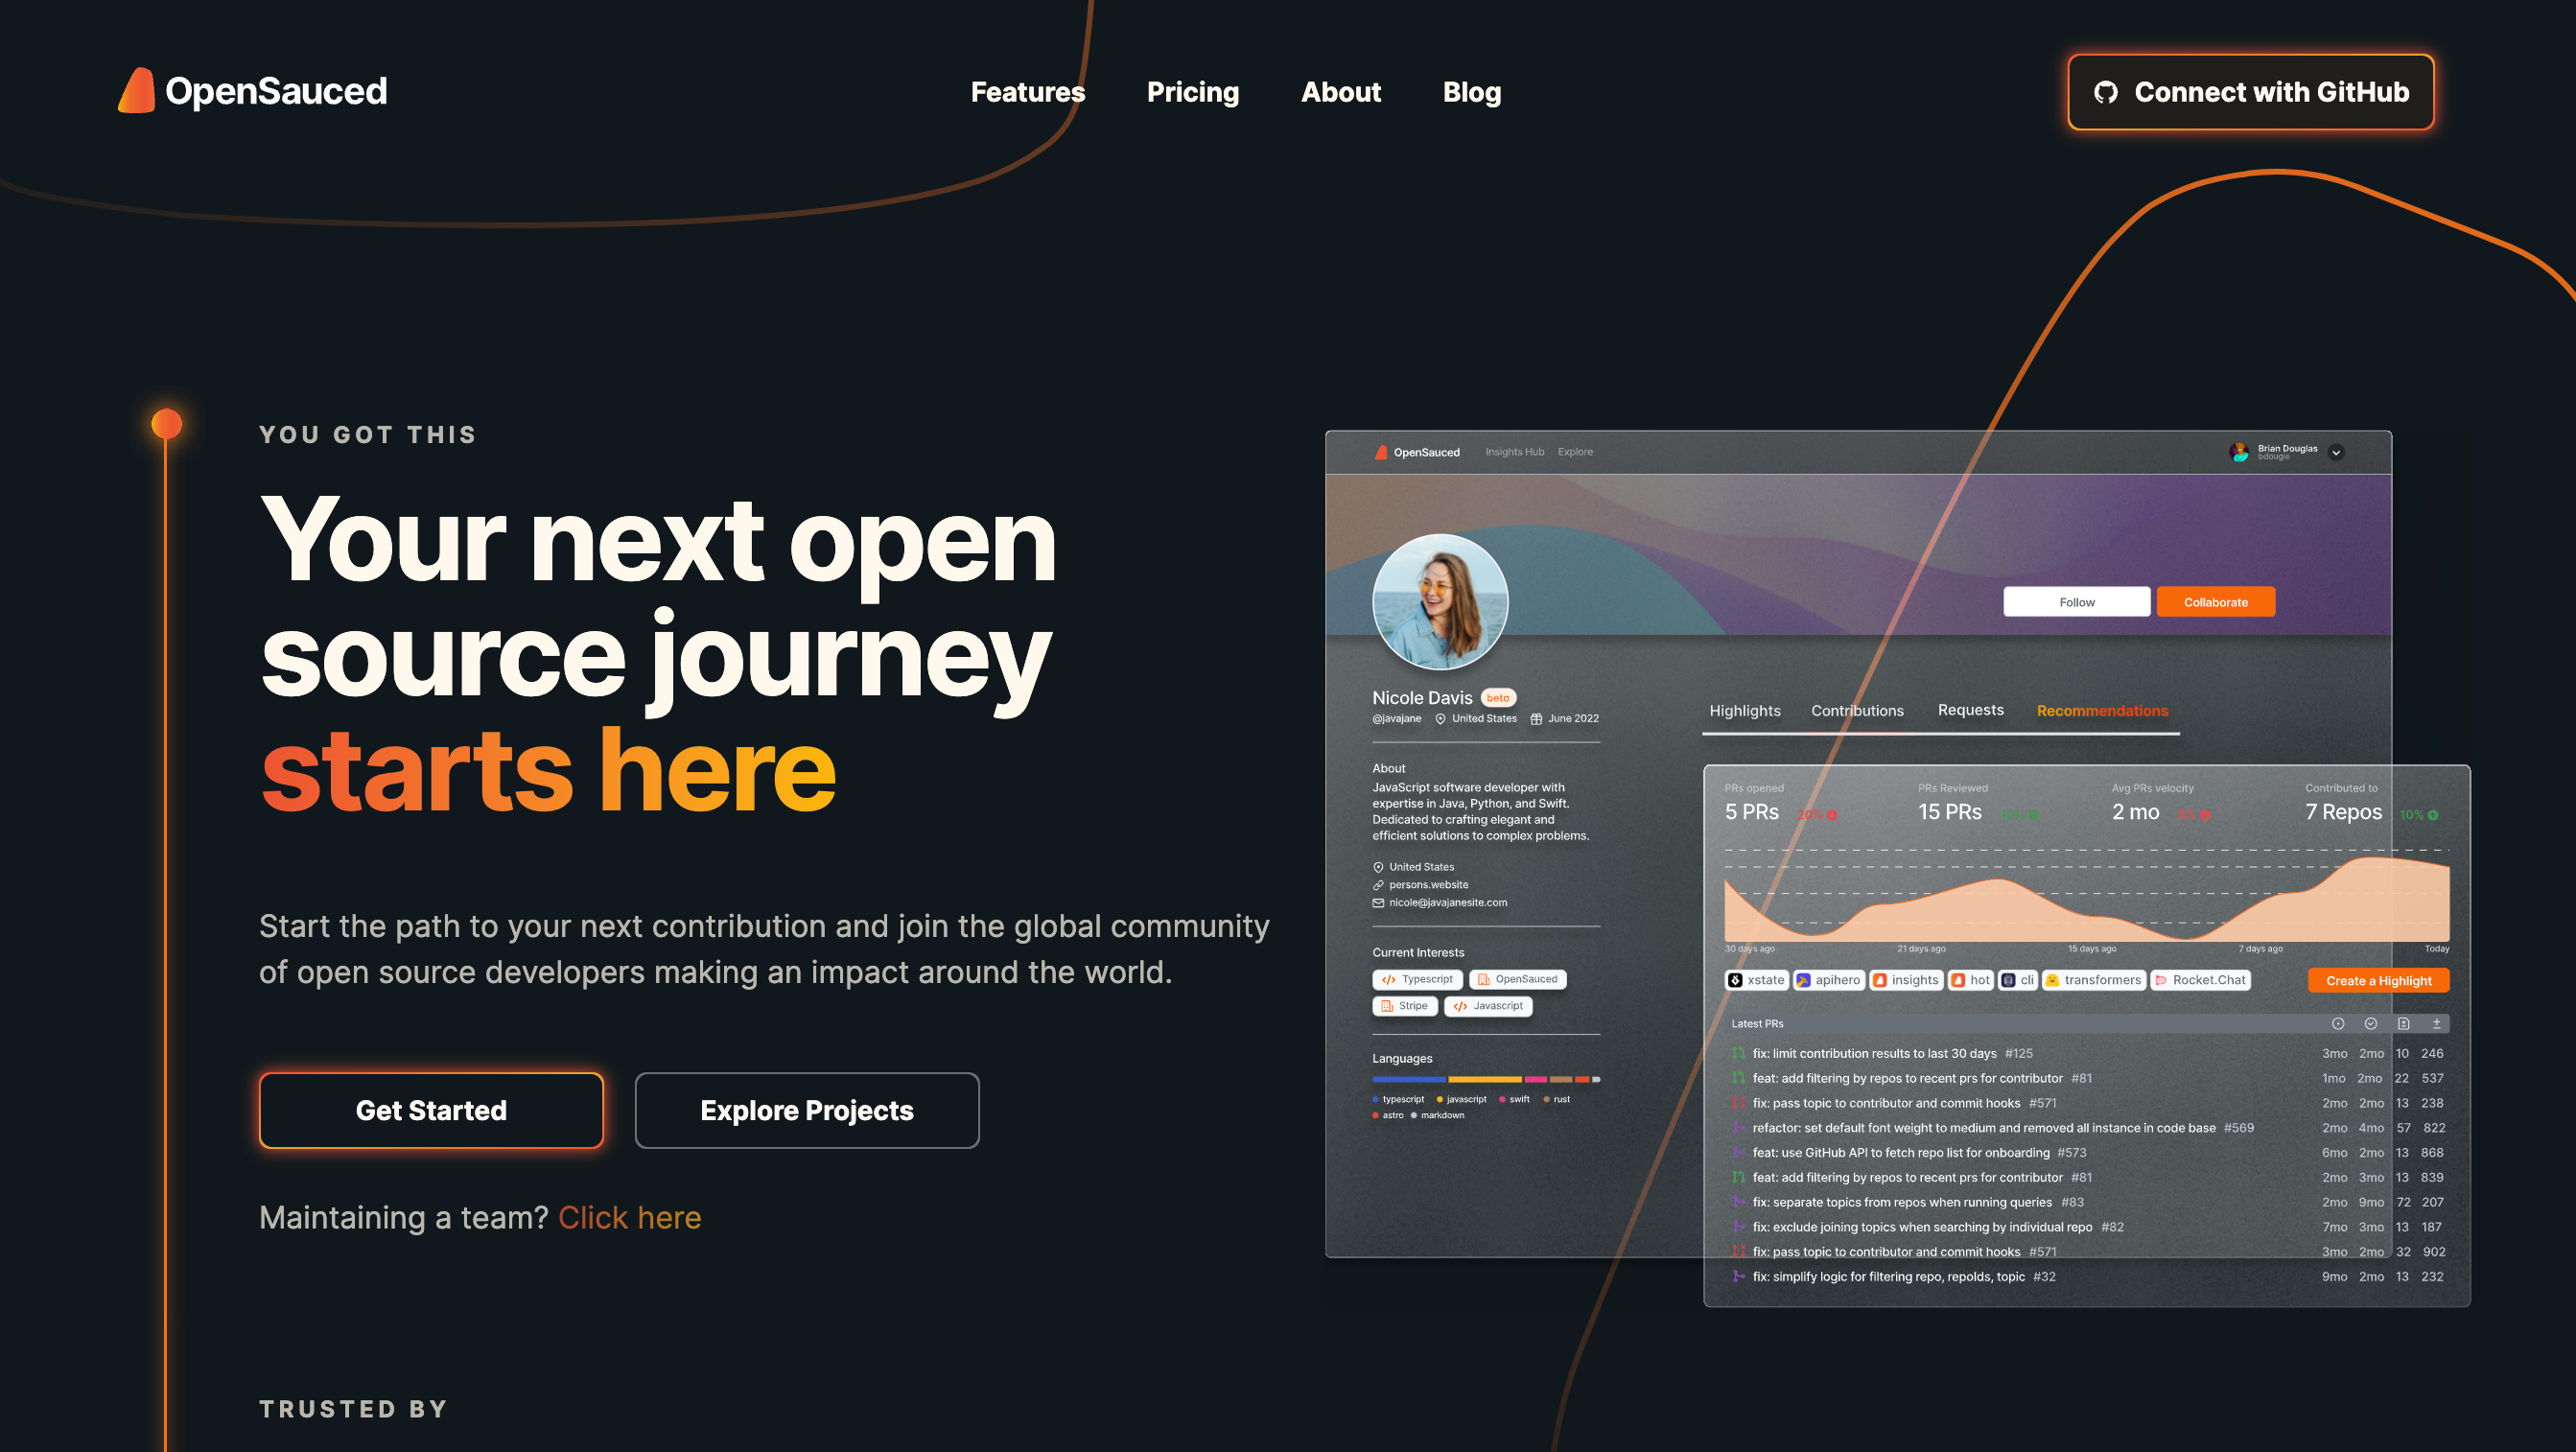 OpenSauced
Features
Pricing
About
Blog
Connect with GitHub
YOU GOT THIS
Your next open
source journey
starts here
Start the path to your next contribution and join the global community
of open source developers making an impact around the world.
Get Started
Explore Projects
Maintaining a team? Click here
TRUSTED BY
OpenSauced
Insights Hub
Explore
Brian Douglas
bdougie
Follow
Collaborate
Nicole Davis
beta
@javajane
United States
June 2022
About
JavaScript software developer with
expertise in Java, Python, and Swift.
Dedicated to crafting elegant and
efficient solutions to complex problems.
United States
persons.website
nicole@javajanesite.com
Current Interests
Typescript
OpenSauced
Stripe
Javascript
Languages
typescript
javascript
swift
rust
astro
markdown
Highlights
Contributions
Requests
Recommendations
PRs opened
5 PRs
20%
PRs Reviewed
15 PRs
Avg PRs velocity
2 mo
Contributed to
7 Repos
10%
30 days ago
21 days ago
15 days ago
7 days ago
Today
xstate
apihero
insights
hot
cli
transformers
Rocket.Chat
Create a Highlight
Latest PRs
fix: limit contribution results to last 30 days #125 3mo 2mo 10 246
feat: add filtering by repos to recent prs for contributor #81 1mo 2mo 22 537
fix: pass topic to contributor and commit hooks #571 2mo 2mo 13 238
refactor: set default font weight to medium and removed all instance in code base #569 2mo 4mo 57 822
feat: use GitHub API to fetch repo list for onboarding #573 6mo 2mo 13 868
feat: add filtering by repos to recent prs for contributor #81 2mo 3mo 13 839
fix: separate topics from repos when running queries #83 2mo 9mo 72 207
fix: exclude joining topics when searching by individual repo #82 7mo 3mo 13 187
fix: pass topic to contributor and commit hooks #571 3mo 2mo 32 902
fix: simplify logic for filtering repo, repoIds, topic #32 9mo 2mo 13 232